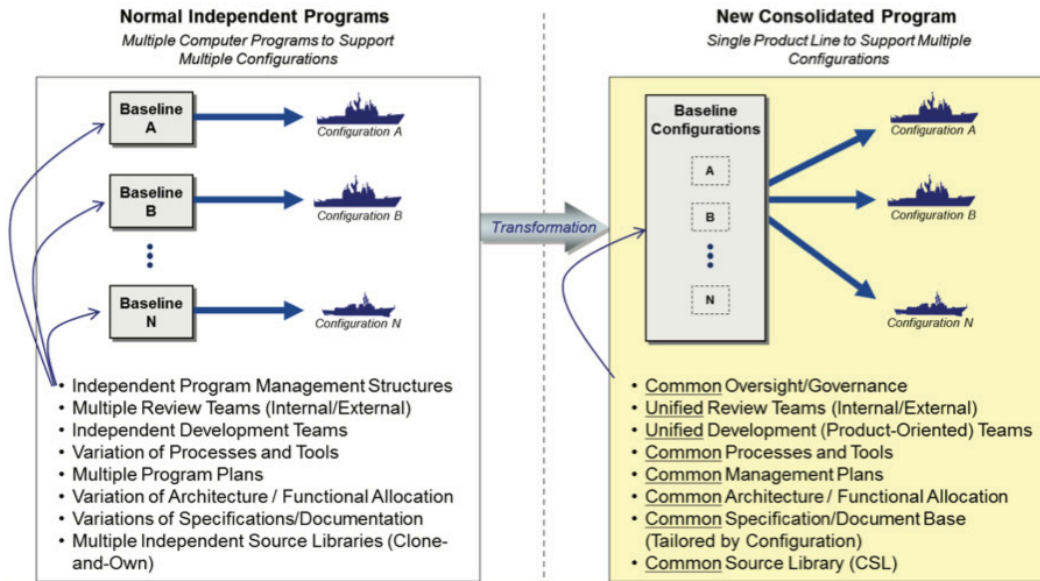 Normal Independent Programs
Multiple Computer Programs to Support
Multiple Configurations
Baseline
A
Configuration A
Baseline
B
Configuration B
Baseline
N
Configuration N
• Independent Program Management Structures
• Multiple Review Teams (Internal/External)
• Independent Development Teams
• Variation of Processes and Tools
• Multiple Program Plans
• Variation of Architecture / Functional Allocation
• Variations of Specifications/Documentation
• Multiple Independent Source Libraries (Clone-
and-Own)
Transformation
New Consolidated Program
Single Product Line to Support Multiple
Configurations
Baseline
Configurations
A
B
N
Configuration A
Configuration B
Configuration N
• Common Oversight/Governance
• Unified Review Teams (Internal/External)
• Unified Development (Product-Oriented) Teams
• Common Processes and Tools
• Common Management Plans
• Common Architecture / Functional Allocation
• Common Specification/Document Base
(Tailored by Configuration)
• Common Source Library (CSL)